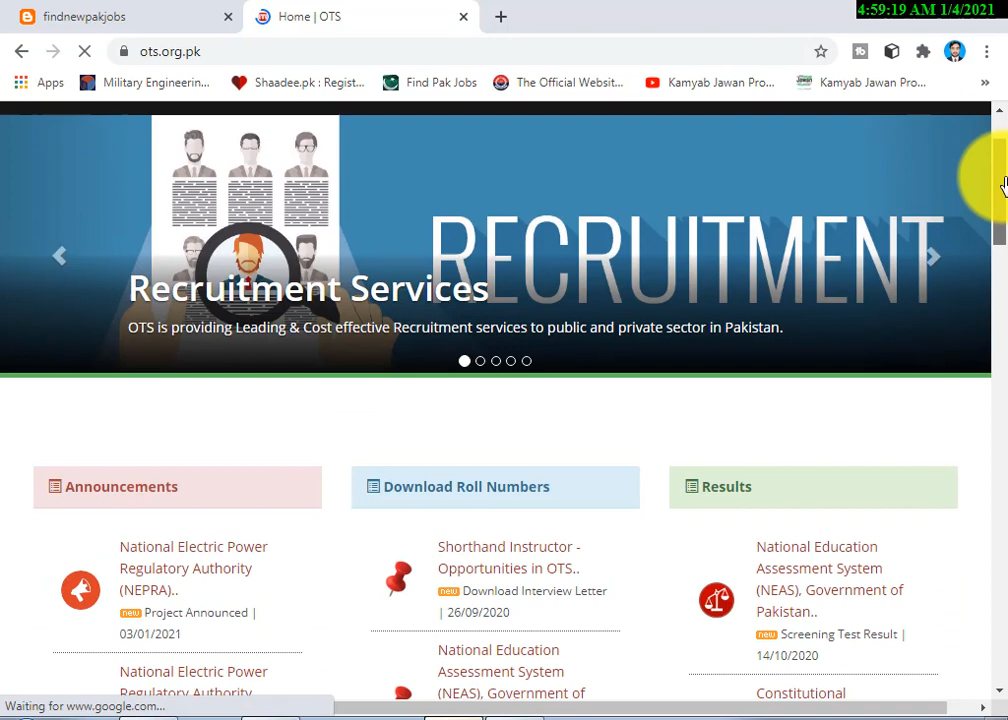 4:59:19 AM 1/4/2021
findnewpakjobs
Home | OTS
ots.org.pk
Apps
Military Engineerin...
Shaadee.pk : Regist...
Find Pak Jobs
The Official Websit...
Kamyab Jawan Pro...
Kamyab Jawan Pro...
RECRUITMENT
Recruitment Services
OTS is providing Leading & Cost effective Recruitment services to public and private sector in Pakistan.
Announcements
National Electric Power
Regulatory Authority
(NEPRA)..
new Project Announced |
03/01/2021
National Electric Power
Regulatory Authority
Download Roll Numbers
Shorthand Instructor -
Opportunities in OTS..
new Download Interview Letter
| 26/09/2020
National Education
Assessment System
(NEAS), Government of
Results
National Education
Assessment System
(NEAS), Government of
Pakistan..
new Screening Test Result |
14/10/2020
Constitutional
Waiting for www.google.com...